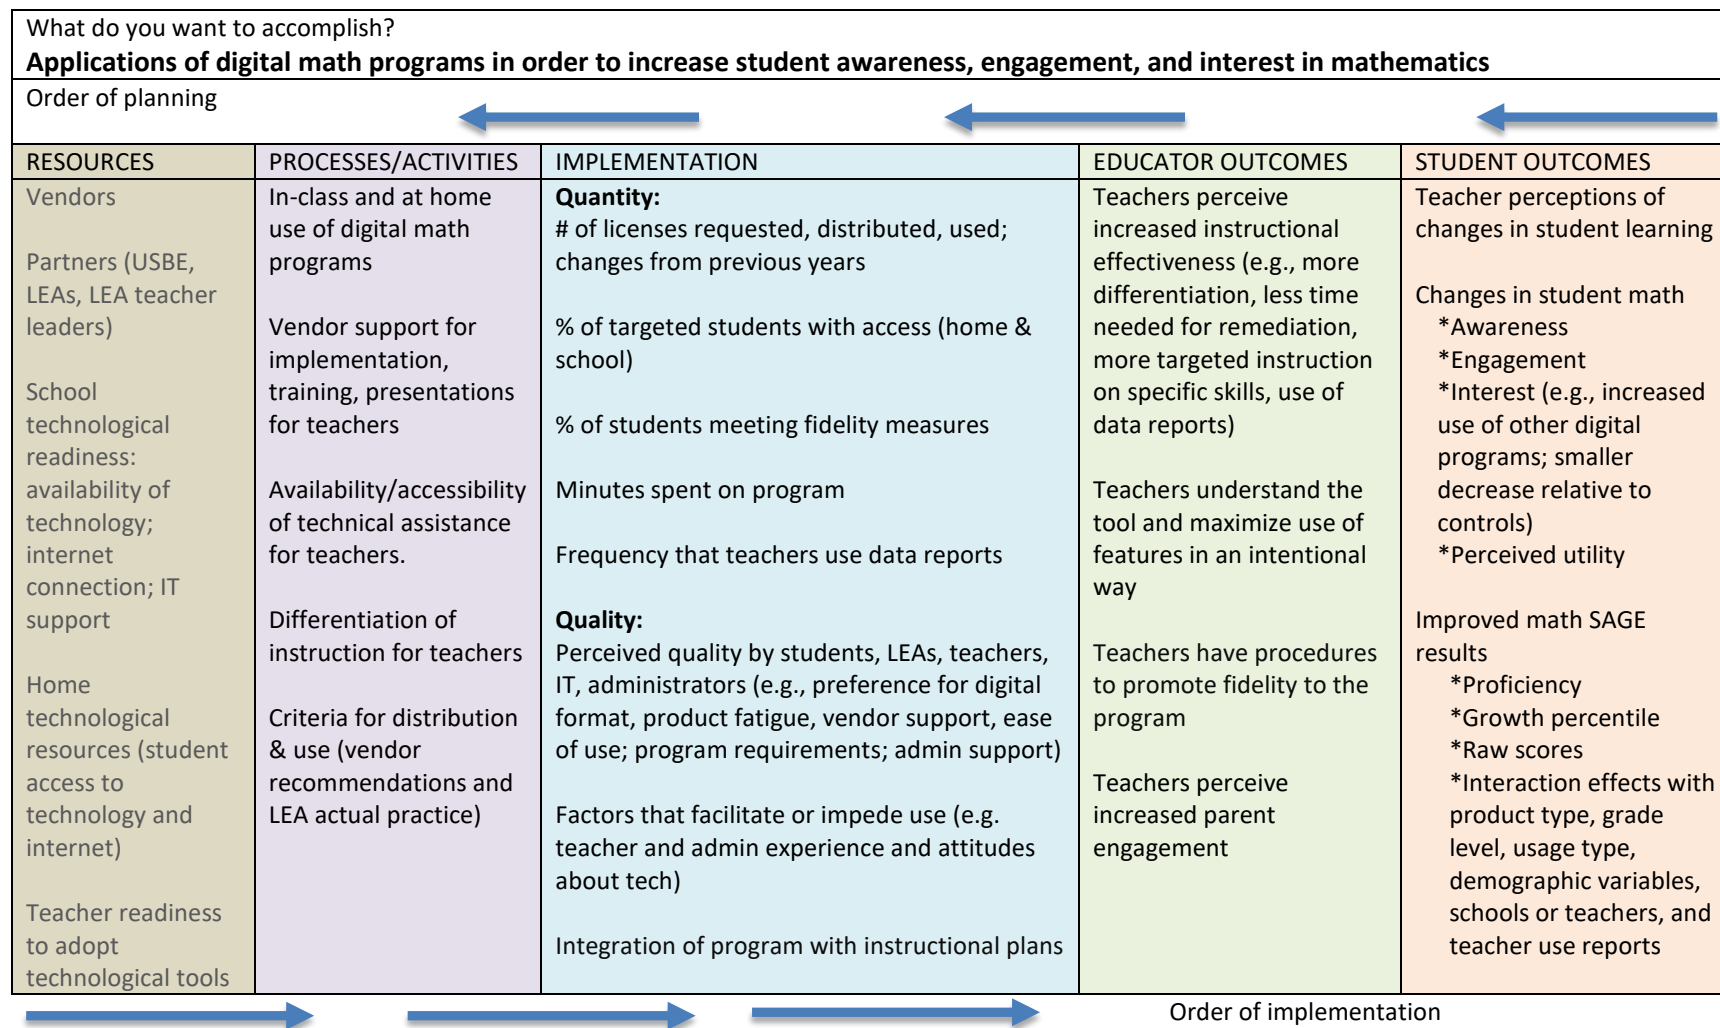 What do you want to accomplish?
Applications of digital math programs in order to increase student awareness, engagement, and interest in mathematics
Order of planning
RESOURCES
Vendors
Partners (USBE,
LEAs, LEA teacher
leaders)
School
technological
readiness:
availability of
technology;
internet
connection; IT
support
Home
technological
resources (student
access to
technology and
internet)
Teacher readiness
to adopt
technological tools
PROCESSES/ACTIVITIES
In-class and at home
use of digital math
programs
Vendor support for
implementation,
training, presentations
for teachers
Availability/accessibility
of technical assistance
for teachers.
Differentiation of
instruction for teachers
Criteria for distribution
& use (vendor
recommendations and
LEA actual practice)
IMPLEMENTATION
Quantity:
# of licenses requested, distributed, used;
changes from previous years
% of targeted students with access (home &
school)
% of students meeting fidelity measures
Minutes spent on program
Frequency that teachers use data reports
Quality:
Perceived quality by students, LEAs, teachers,
IT, administrators (e.g., preference for digital
format, product fatigue, vendor support, ease
of use; program requirements; admin support)
Factors that facilitate or impede use (e.g.
teacher and admin experience and attitudes
about tech)
Integration of program with instructional plans
EDUCATOR OUTCOMES
Teachers perceive
increased instructional
effectiveness (e.g., more
differentiation, less time
needed for remediation,
more targeted instruction
on specific skills, use of
data reports)
Teachers understand the
tool and maximize use of
features in an intentional
way
Teachers have procedures
to promote fidelity to the
program
Teachers perceive
increased parent
engagement
STUDENT OUTCOMES
Teacher perceptions of
changes in student learning
Changes in student math
*Awareness
*Engagement
*Interest (e.g., increased
use of other digital
programs; smaller
decrease relative to
controls)
*Perceived utility
Improved math SAGE
results
*Proficiency
*Growth percentile
*Raw scores
*Interaction effects with
product type, grade
level, usage type,
demographic variables,
schools or teachers, and
teacher use reports
Order of implementation